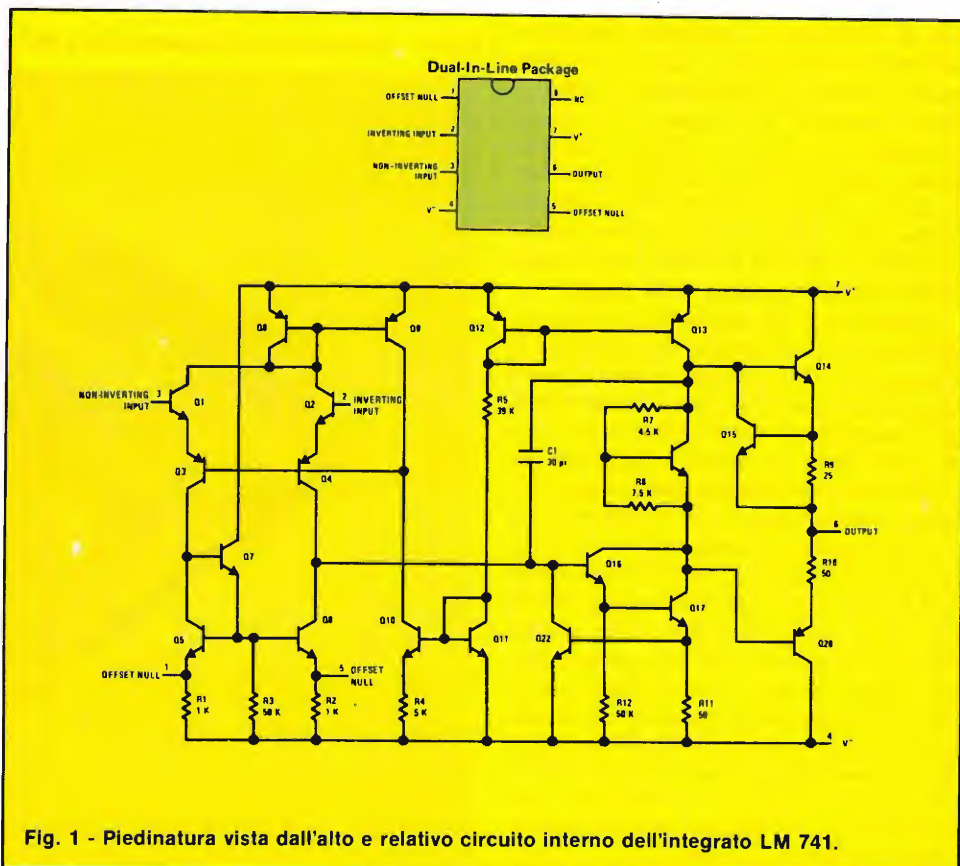 Dual-In-Line Package
OFFSET NULL 1
8 NC
INVERTING INPUT 2
7 V+
NON-INVERTING INPUT 3
6 OUTPUT
V- 4
5 OFFSET NULL
7 V+
Q8
Q9
Q12
Q13
Q14
NON-INVERTING INPUT 3
Q1
Q2
2 INVERTING INPUT
R5
39 K
R7
4.5 K
Q15
Q3
Q4
C1
30 pf
R8
7.5 K
R9
25
6 OUTPUT
Q7
Q16
R10
50
Q5
Q6
Q10
Q11
Q22
Q17
Q20
OFFSET NULL 1
5 OFFSET NULL
R1
1 K
R3
50 K
R2
1 K
R4
5 K
R12
50 K
R11
50
4 V-
Fig. 1 - Piedinatura vista dall'alto e relativo circuito interno dell'integrato LM 741.